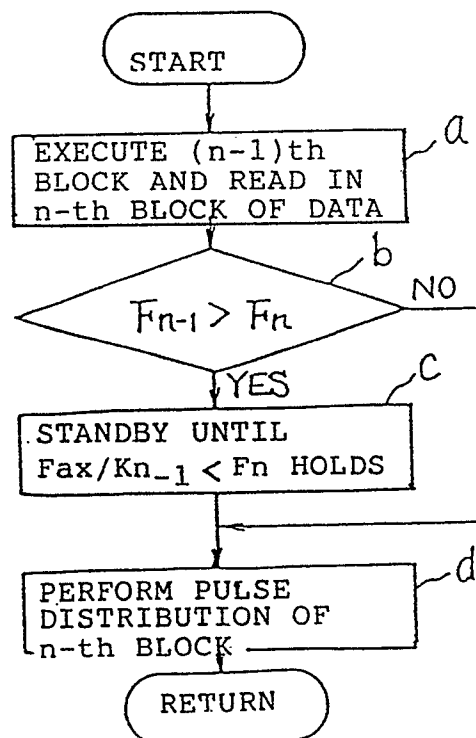 START
a
EXECUTE (n-1)th
BLOCK AND READ IN
n-th BLOCK OF DATA
b
Fn-1 > Fn
NO
YES
c
STANDBY UNTIL
Fax/Kn-1 < Fn HOLDS
d
PERFORM PULSE
DISTRIBUTION OF
n-th BLOCK
RETURN